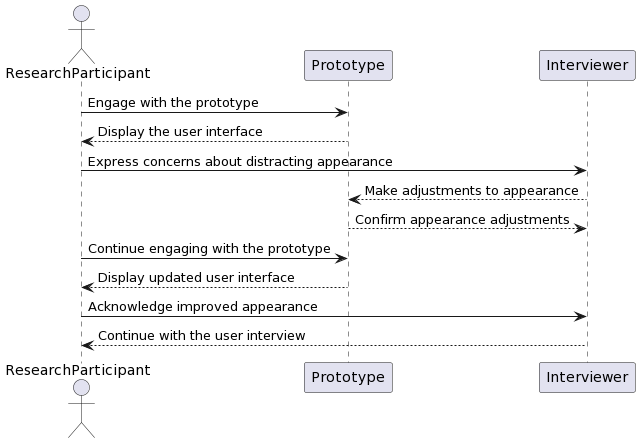 ResearchParticipant
Prototype
Interviewer
Engage with the prototype
Display the user interface
Express concerns about distracting appearance
Make adjustments to appearance
Confirm appearance adjustments
Continue engaging with the prototype
Display updated user interface
Acknowledge improved appearance
Continue with the user interview
ResearchParticipant
Prototype
Interviewer